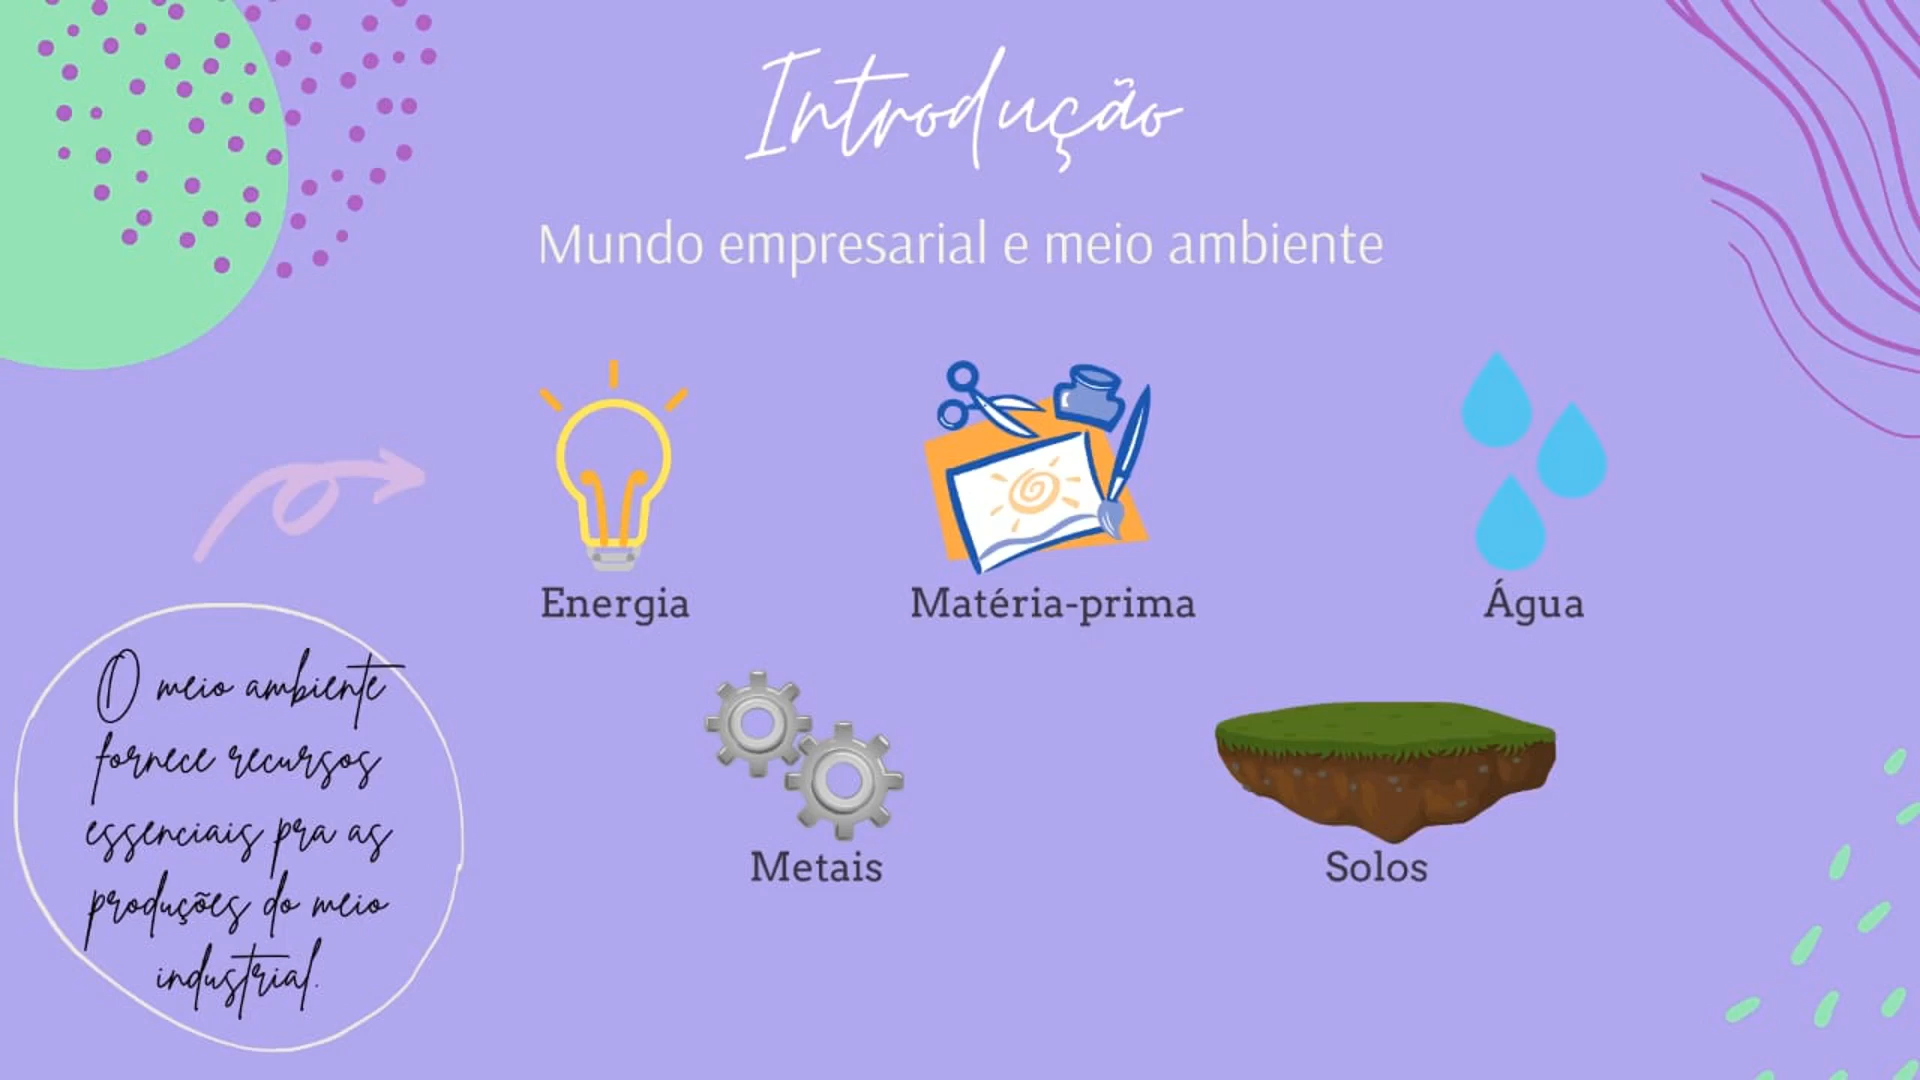 Introdução
Mundo empresarial e meio ambiente
Energia
Matéria-prima
Água
O meio ambiente
fornece recursos
essenciais pra as
produções do meio
industrial.
Metais
Solos